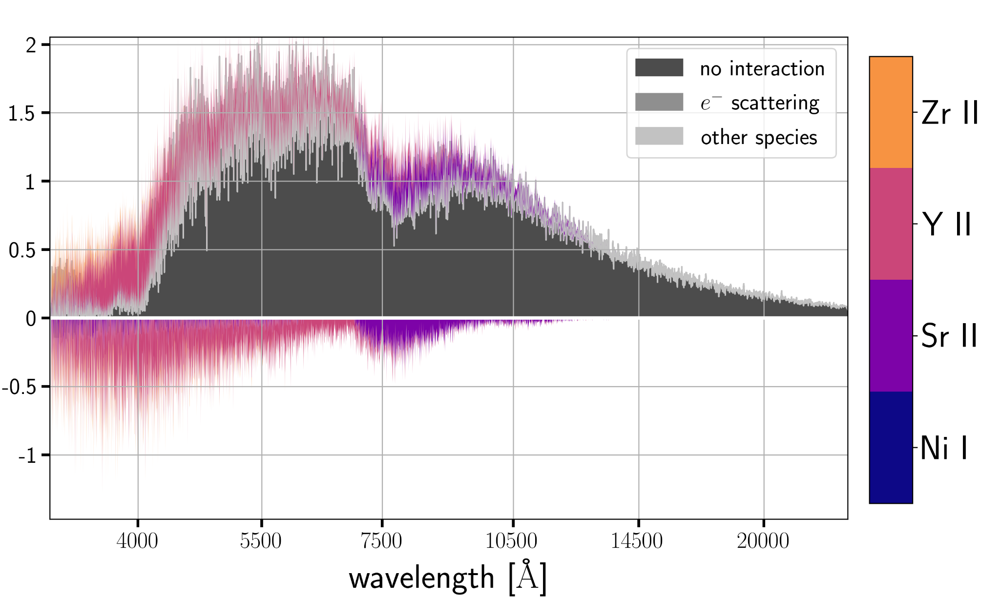 2
1.5
1
0.5
0
-0.5
-1
no interaction
e⁻ scattering
other species
Zr II
Y II
Sr II
Ni I
4000 5500 7500 10500 14500 20000
wavelength [Å]